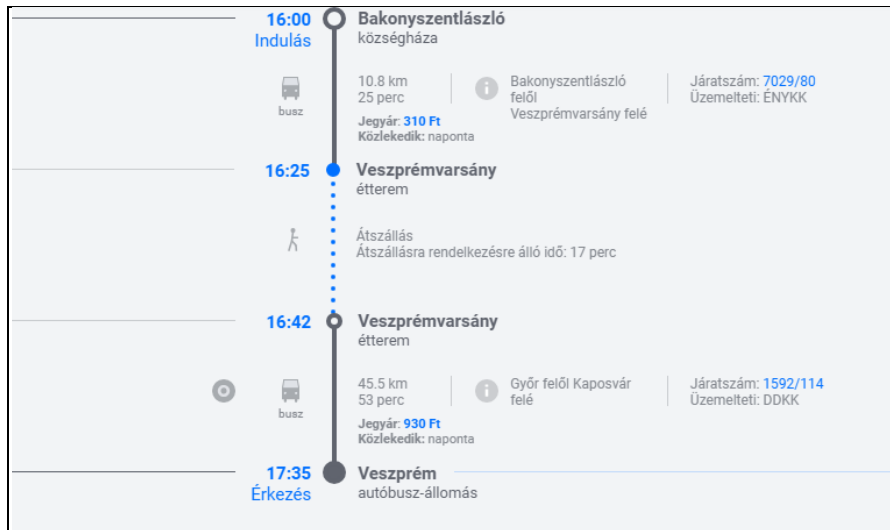 16:00 Bakonyszentlászló
Indulás községháza
10.8 km Bakonyszentlászló Járatszám: 7029/80
25 perc felől Üzemelteti: ÉNYKK
busz Veszprémvarsány felé
Jegyár: 310 Ft
Közlekedik: naponta
16:25 Veszprémvarsány
étterem
Átszállás
Átszállásra rendelkezésre álló idő: 17 perc
16:42 Veszprémvarsány
étterem
45.5 km Győr felől Kaposvár Járatszám: 1592/114
53 perc felé Üzemelteti: DDKK
busz
Jegyár: 930 Ft
Közlekedik: naponta
17:35 Veszprém
Érkezés autóbusz-állomás